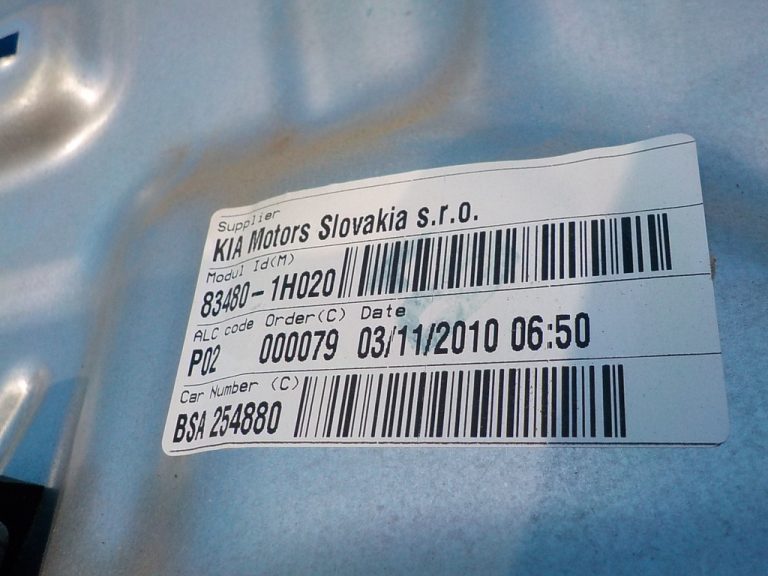 Supplier
KIA Motors Slovakia s.r.o.
Modul Id(M)
83480-1H020
ALC code Order(C) Date
P02 000079 03/11/2010 06:50
Car Number (C)
BSA 254880